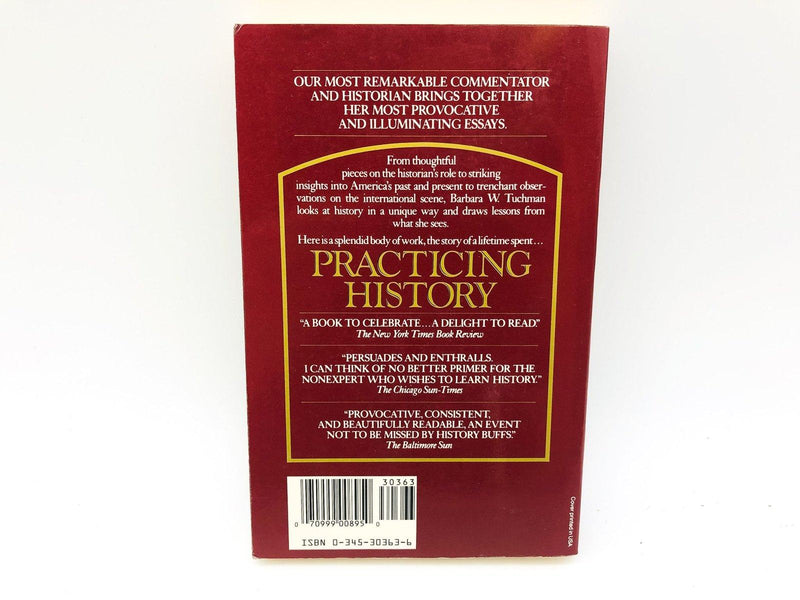 OUR MOST REMARKABLE COMMENTATOR
AND HISTORIAN BRINGS TOGETHER
HER MOST PROVOCATIVE
AND ILLUMINATING ESSAYS.
From thoughtful
pieces on the historian's role to striking
insights into America's past and present to trenchant obser-
vations on the international scene, Barbara W. Tuchman
looks at history in a unique way and draws lessons from
what she sees.
Here is a splendid body of work, the story of a lifetime spent...
PRACTICING
HISTORY
"A BOOK TO CELEBRATE...A DELIGHT TO READ."
The New York Times Book Review
"PERSUADES AND ENTHRALLS.
I CAN THINK OF NO BETTER PRIMER FOR THE
NONEXPERT WHO WISHES TO LEARN HISTORY."
The Chicago Sun-Times
"PROVOCATIVE, CONSISTENT,
AND BEAUTIFULLY READABLE, AN EVENT
NOT TO BE MISSED BY HISTORY BUFFS."
The Baltimore Sun
30363
0 70999 00895 0
ISBN 0-345-30363-6
Cover printed in USA